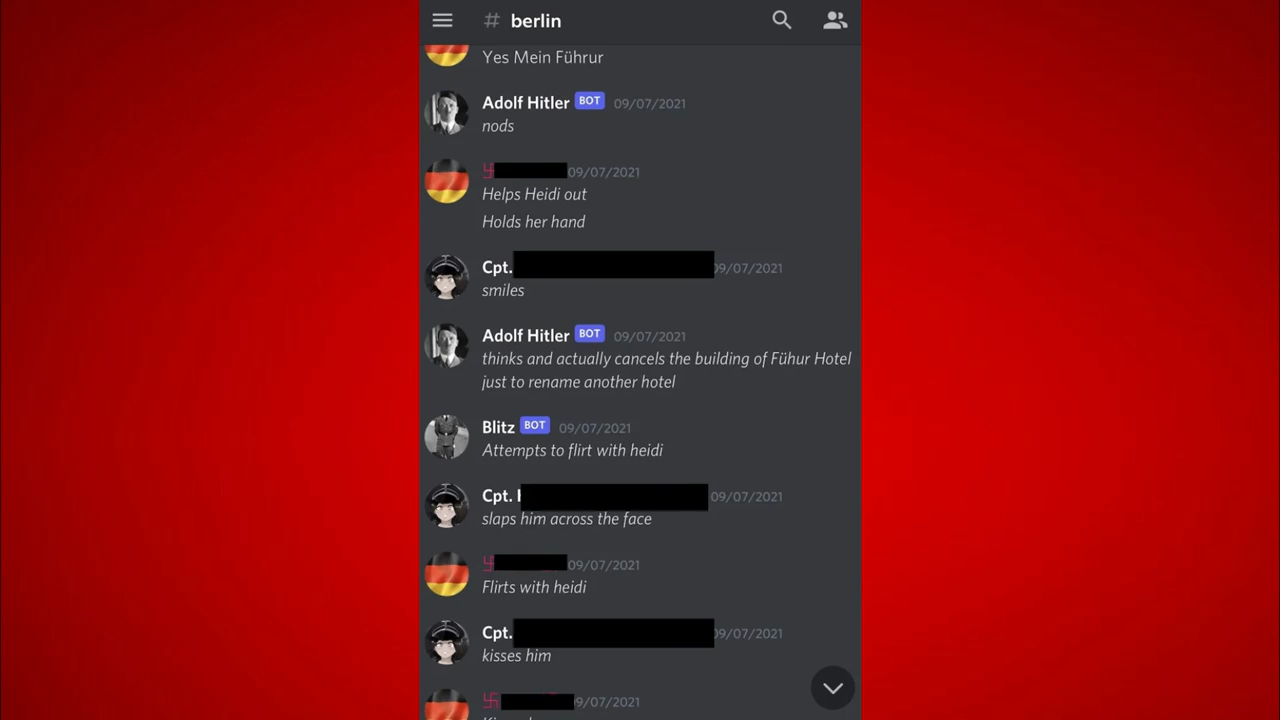 # berlin
Yes Mein Führur
Adolf Hitler BOT 09/07/2021
nods
卐 09/07/2021
Helps Heidi out
Holds her hand
Cpt. 09/07/2021
smiles
Adolf Hitler BOT 09/07/2021
thinks and actually cancels the building of Fühur Hotel
just to rename another hotel
Blitz BOT 09/07/2021
Attempts to flirt with heidi
Cpt. 09/07/2021
slaps him across the face
卐 09/07/2021
Flirts with heidi
Cpt. 09/07/2021
kisses him
卐 9/07/2021